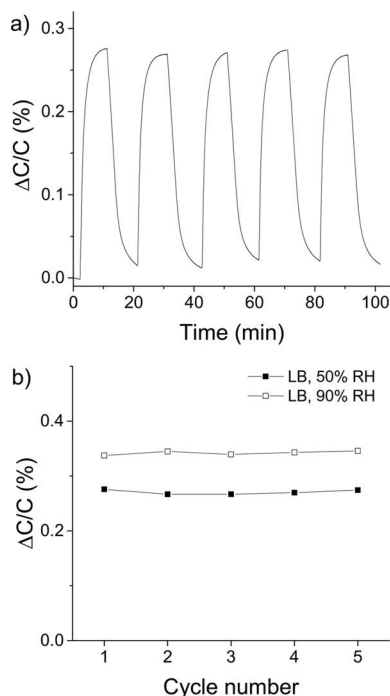 a)
0.3
0.2
0.1
0.0
ΔC/C (%)
0 20 40 60 80 100
Time (min)
b)
LB, 50% RH
LB, 90% RH
0.4
0.2
0.0
ΔC/C (%)
1 2 3 4 5
Cycle number